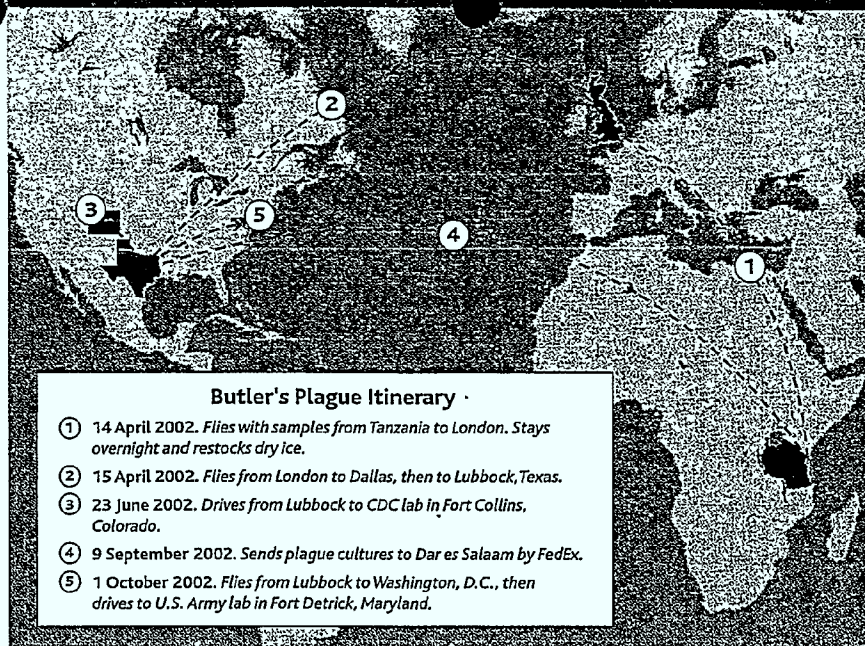 2
3
5
4
1
Butler's Plague Itinerary
1 14 April 2002. Flies with samples from Tanzania to London. Stays
overnight and restocks dry ice.
2 15 April 2002. Flies from London to Dallas, then to Lubbock, Texas.
3 23 June 2002. Drives from Lubbock to CDC lab in Fort Collins,
Colorado.
4 9 September 2002. Sends plague cultures to Dar es Salaam by FedEx.
5 1 October 2002. Flies from Lubbock to Washington, D.C., then
drives to U.S. Army lab in Fort Detrick, Maryland.